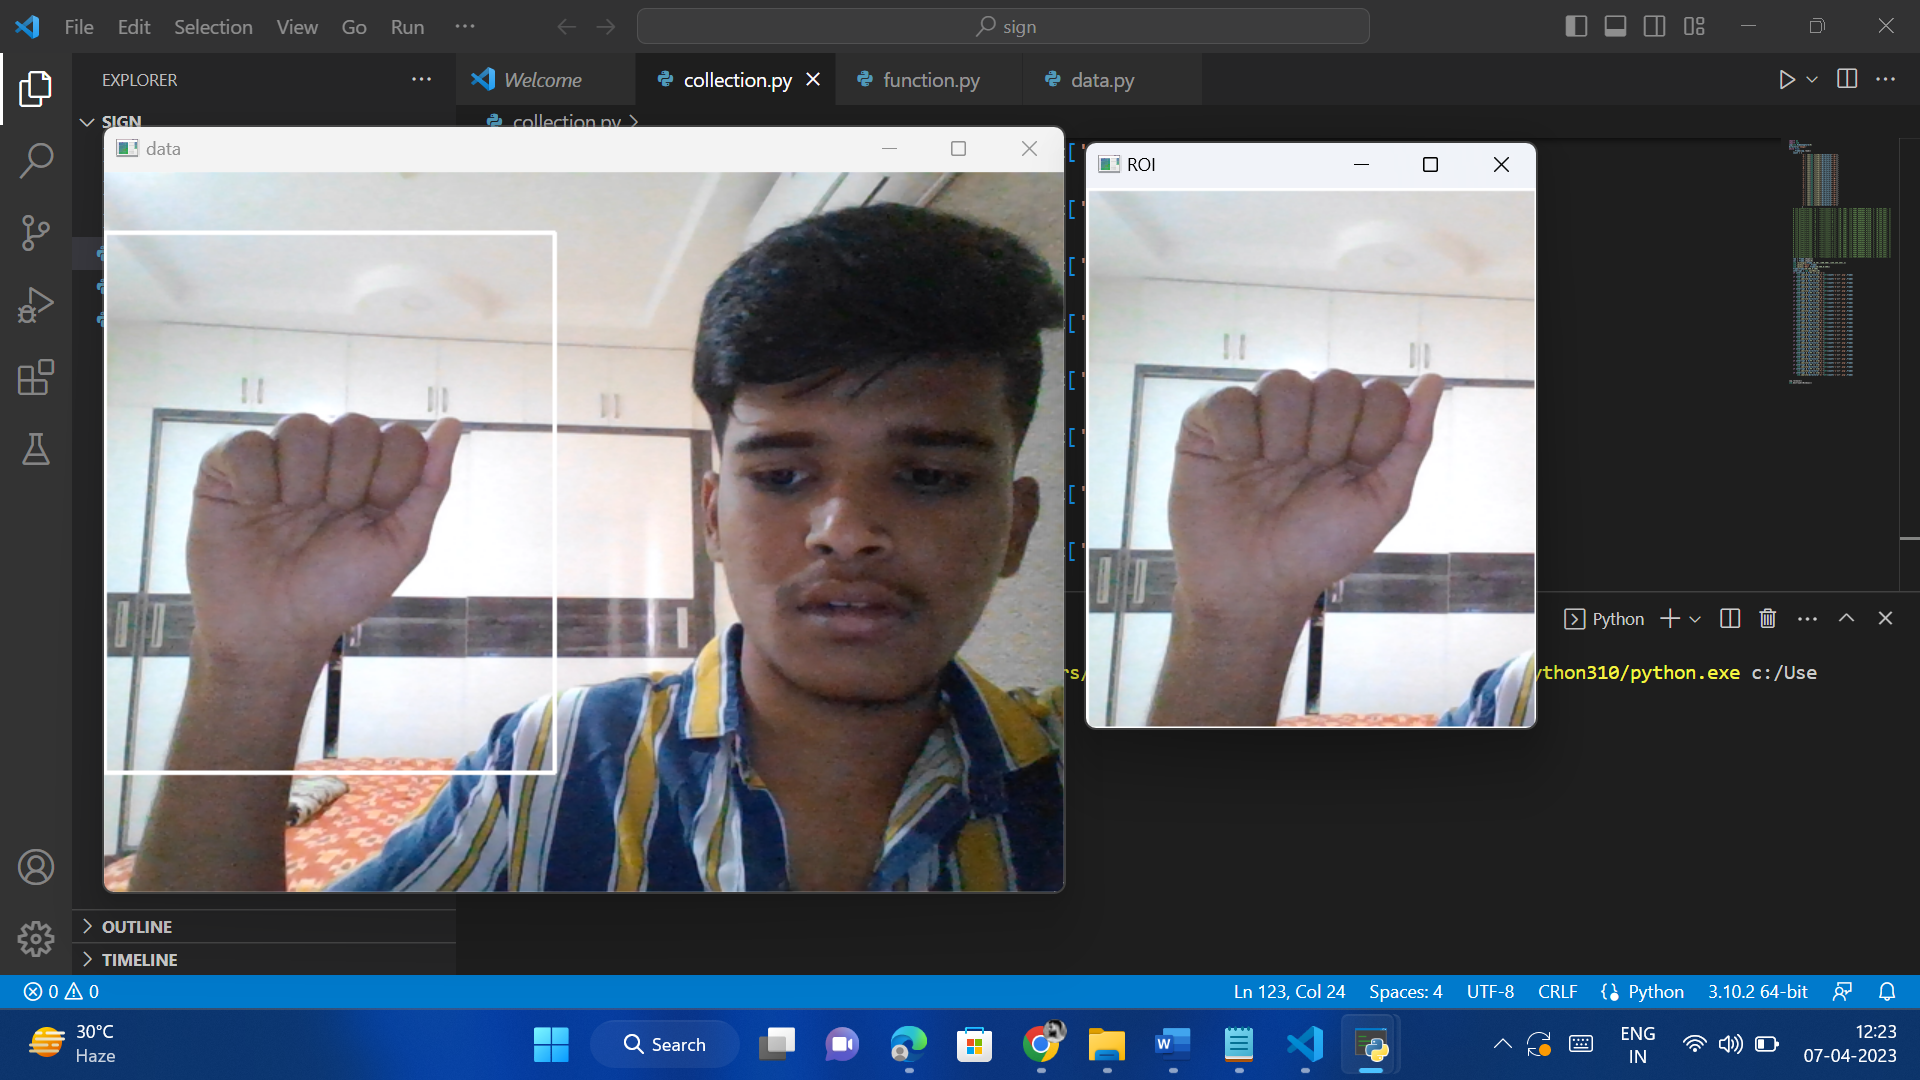 File Edit Selection View Go Run ··· sign
EXPLORER ···
Welcome collection.py function.py data.py
SIGN
collection.py
data
ROI
['
['
['
['
['
['
['
['
Python
rs/ ython310/python.exe c:/Use
OUTLINE
TIMELINE
0 0
Ln 123, Col 24 Spaces: 4 UTF-8 CRLF Python 3.10.2 64-bit
30°C
Haze
Search
W
ENG
IN
12:23
07-04-2023